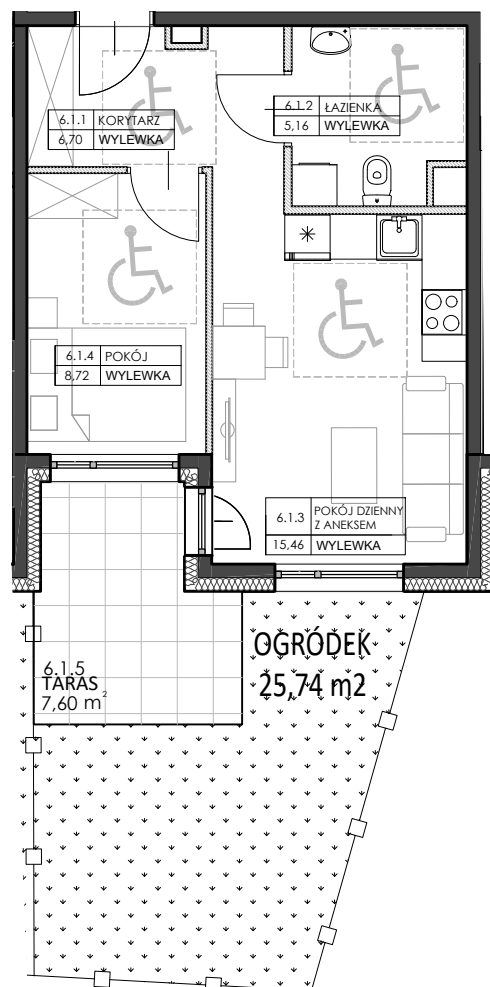 6.1.1 KORYTARZ
6,70 WYLEWKA
6.1.2 ŁAZIENKA
5,16 WYLEWKA
6.1.4 POKÓJ
8,72 WYLEWKA
6.1.3 POKÓJ DZIENNY
Z ANEKSEM
15,46 WYLEWKA
OGRÓDEK
25,74 m2
6.1.5
TARAS
7,60 m²